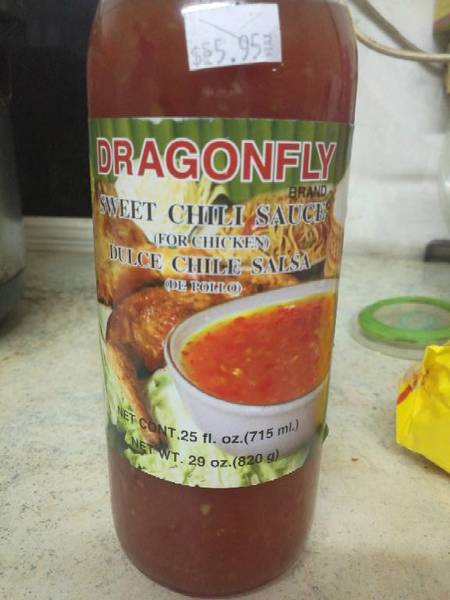 $5.95
DRAGONFLY
BRAND
SWEET CHILI SAUCE
(FOR CHICKEN)
DULCE CHILE SALSA
(DE POLLO)
NET CONT.25 fl. oz.(715 ml.)
NET WT. 29 oz.(820 g)